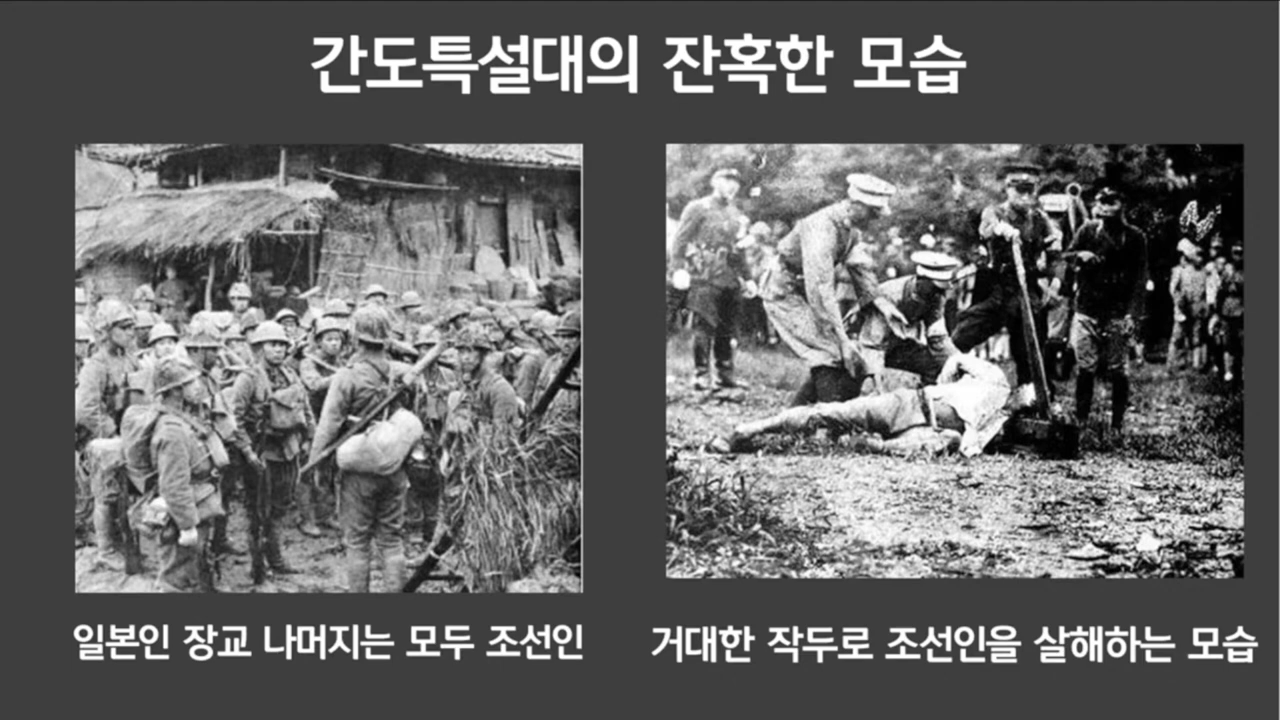 간도특설대의 잔혹한 모습
일본인 장교 나머지는 모두 조선인
거대한 작두로 조선인을 살해하는 모습